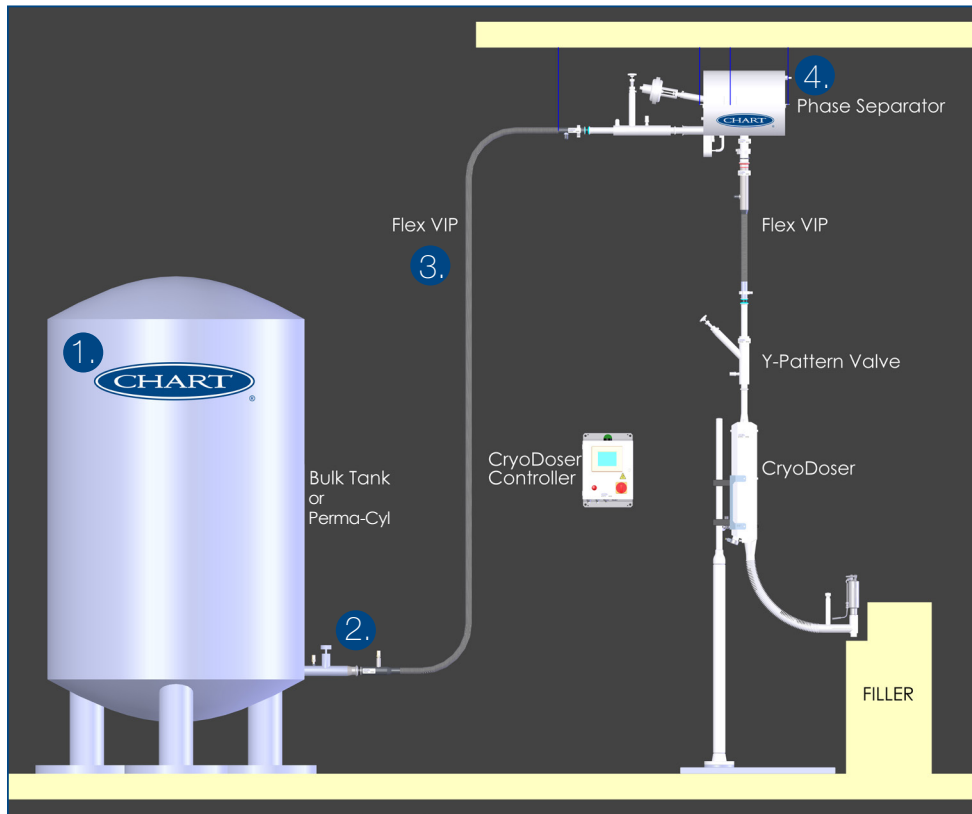 4.
Phase Separator
CHART
®
Flex VIP
3.
Flex VIP
1.
CHART
®
Y-Pattern Valve
CryoDoser
Controller
CryoDoser
Bulk Tank
or
Perma-Cyl
2.
FILLER